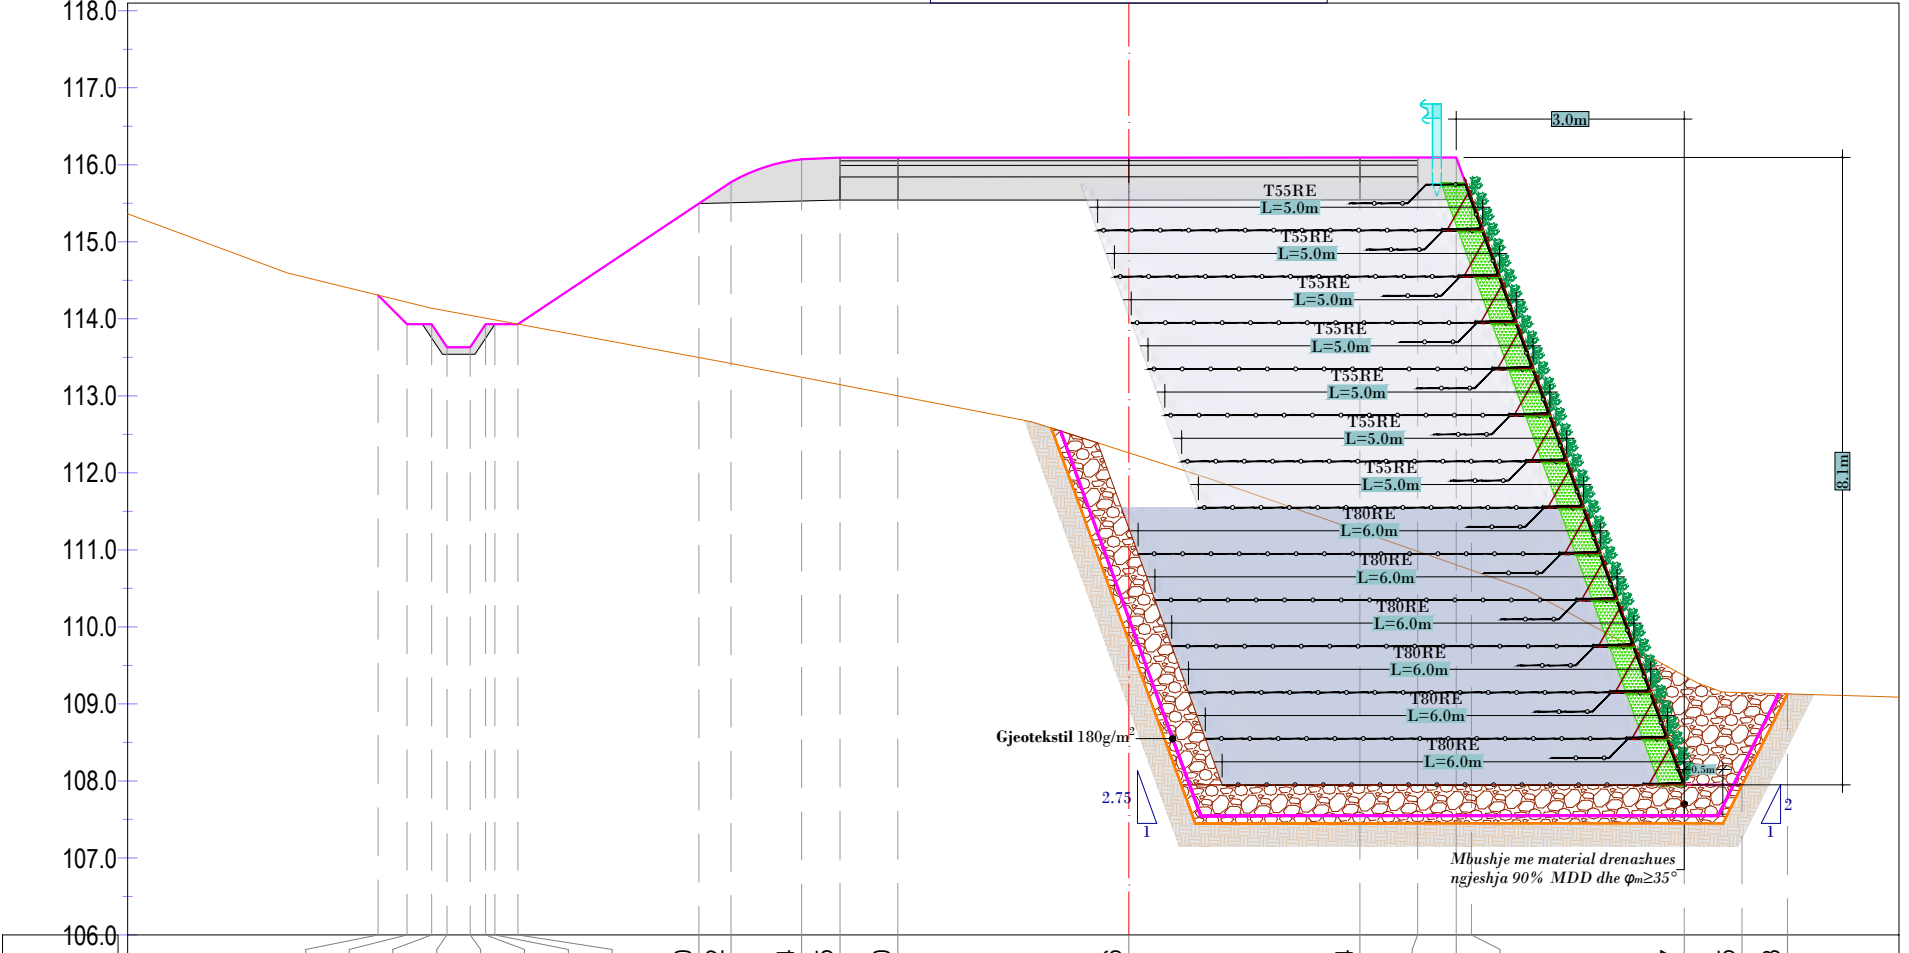 118.0
117.0
116.0
115.0
114.0
113.0
112.0
111.0
110.0
109.0
108.0
107.0
106.0
3.0m
8.1m
T55RE
L=5.0m
T55RE
L=5.0m
T55RE
L=5.0m
T55RE
L=5.0m
T55RE
L=5.0m
T55RE
L=5.0m
T55RE
L=5.0m
T80RE
L=6.0m
T80RE
L=6.0m
T80RE
L=6.0m
T80RE
L=6.0m
T80RE
L=6.0m
T80RE
L=6.0m
Gjeotekstil 180g/m²
0.5m
2.75
1
2
1
Mbushje me material drenazhues
ngjeshja 90% MDD dhe φm≥35°